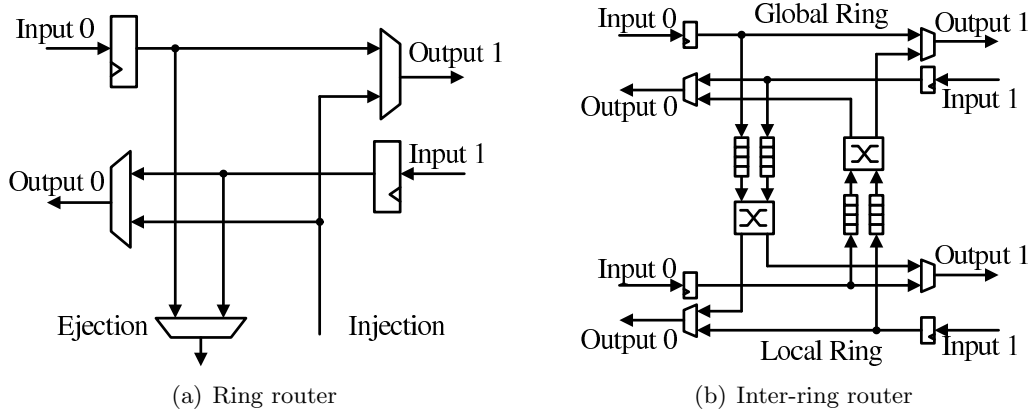 Input 0
Output 1
Input 1
Output 0
Ejection
Injection
(a) Ring router
Input 0
Global Ring
Output 1
Output 0
Input 1
Input 0
Output 1
Output 0
Local Ring
Input 1
(b) Inter-ring router